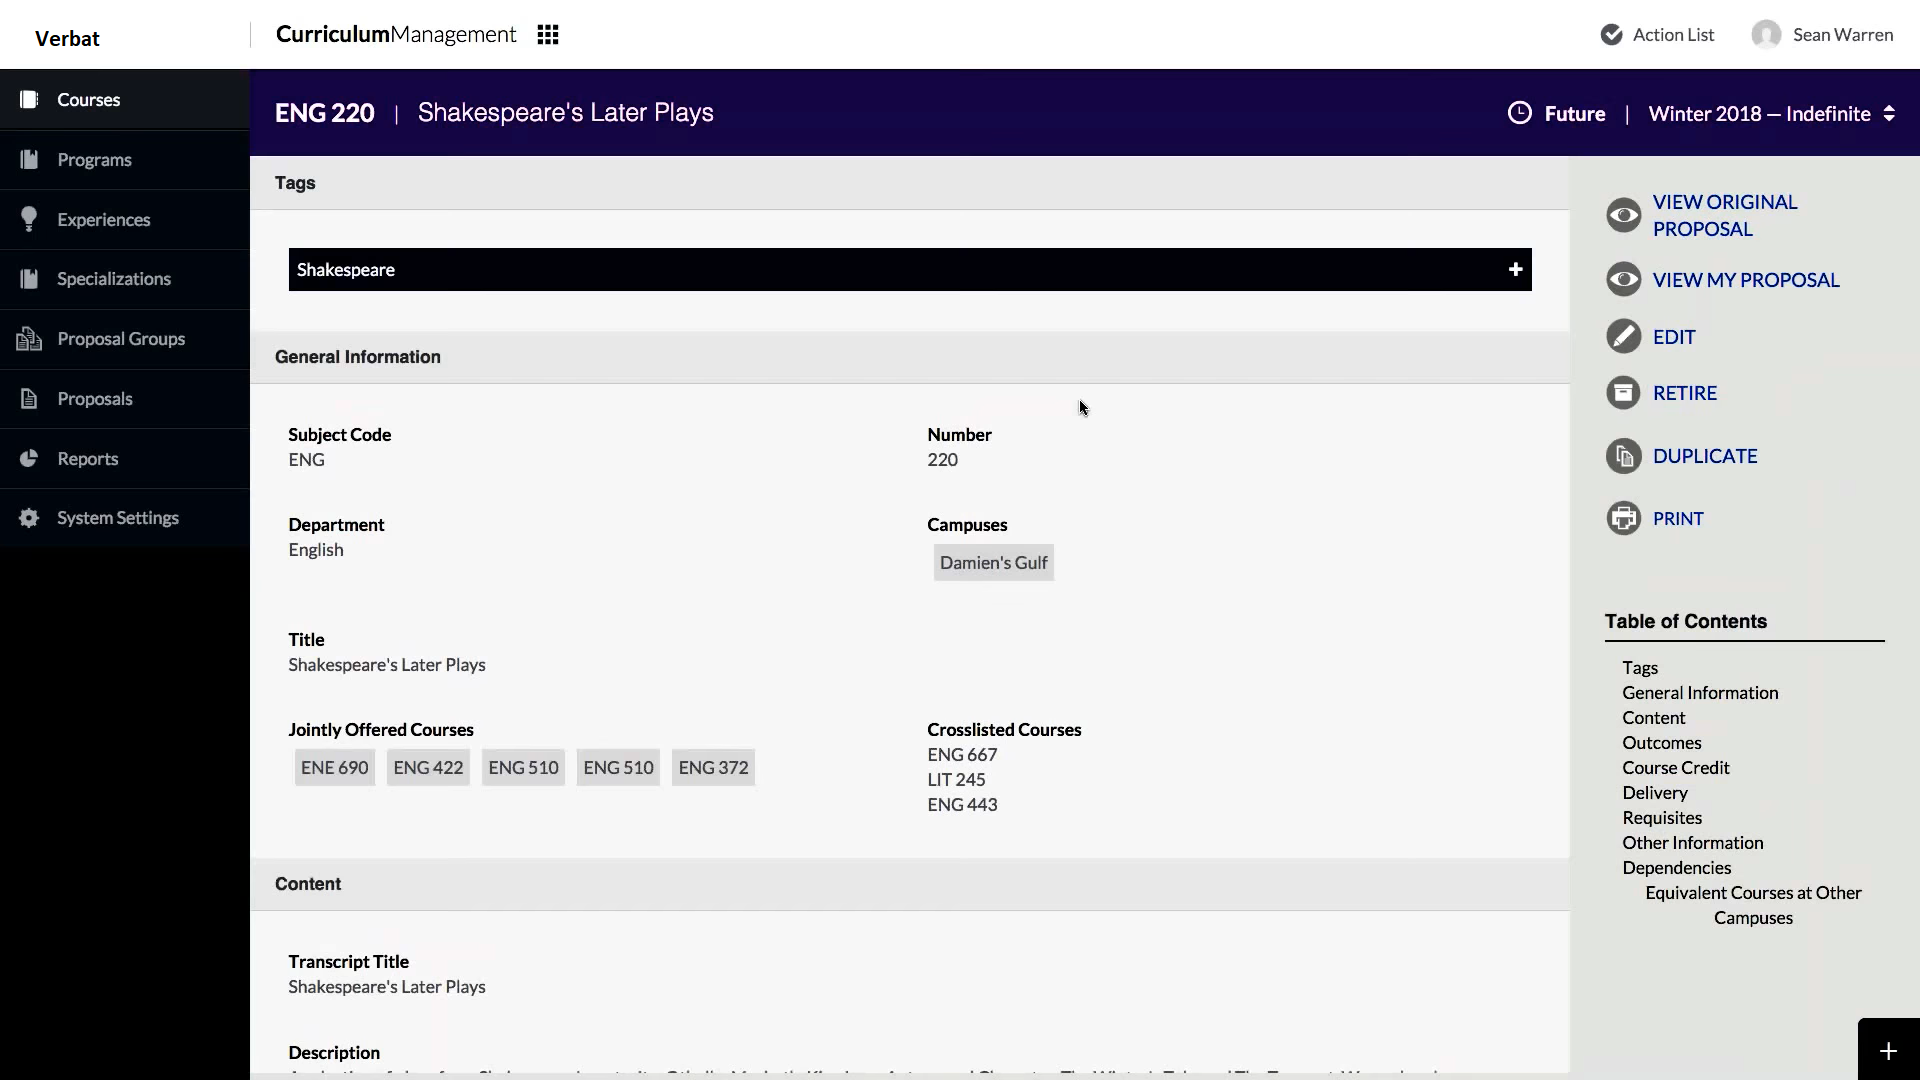 Verbat
CurriculumManagement
Action List
Sean Warren
Courses
Programs
Experiences
Specializations
Proposal Groups
Proposals
Reports
System Settings
ENG 220 | Shakespeare's Later Plays
Future | Winter 2018 — Indefinite
Tags
Shakespeare
General Information
Subject Code
ENG
Number
220
Department
English
Campuses
Damien's Gulf
Title
Shakespeare's Later Plays
Jointly Offered Courses
ENE 690 ENG 422 ENG 510 ENG 510 ENG 372
Crosslisted Courses
ENG 667
LIT 245
ENG 443
Content
Transcript Title
Shakespeare's Later Plays
Description
VIEW ORIGINAL
PROPOSAL
VIEW MY PROPOSAL
EDIT
RETIRE
DUPLICATE
PRINT
Table of Contents
Tags
General Information
Content
Outcomes
Course Credit
Delivery
Requisites
Other Information
Dependencies
Equivalent Courses at Other
Campuses